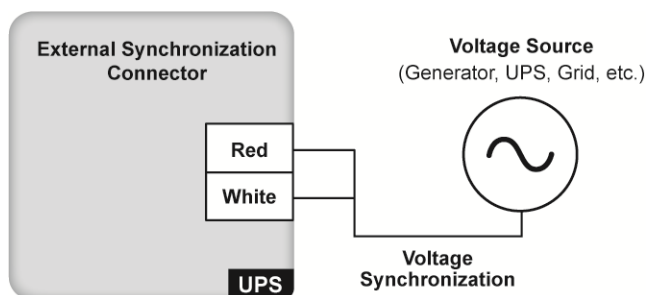 External Synchronization
Connector
Voltage Source
(Generator, UPS, Grid, etc.)
Red
White
Voltage
Synchronization
UPS